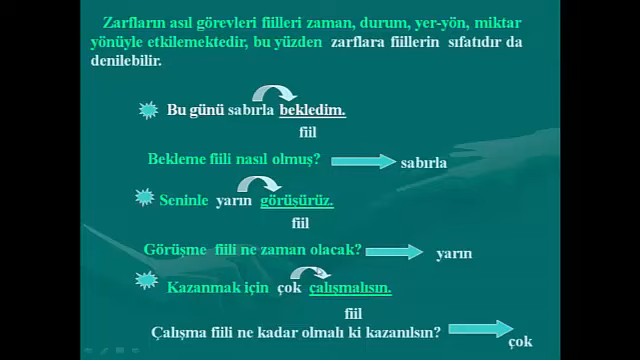 Zarfların asıl görevleri fiilleri zaman, durum, yer-yön, miktar
yönüyle etkilemektedir, bu yüzden zarflara fiillerin sıfatıdır da
denilebilir.
Bu günü sabırla bekledim.
fiil
Bekleme fiili nasıl olmuş? sabırla
Seninle yarın görüşürüz.
fiil
Görüşme fiili ne zaman olacak? yarın
Kazanmak için çok çalışmalısın.
fiil
Çalışma fiili ne kadar olmalı ki kazanılsın? çok